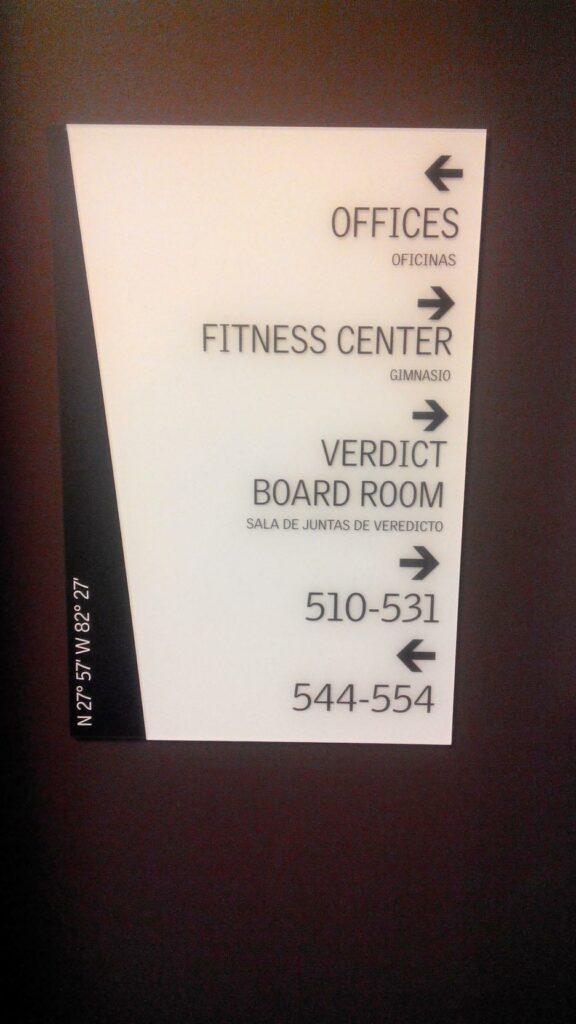 OFFICES
OFICINAS
FITNESS CENTER
GIMNASIO
VERDICT
BOARD ROOM
SALA DE JUNTAS DE VEREDICTO
510-531
544-554
N 27° 57' W 82° 27'